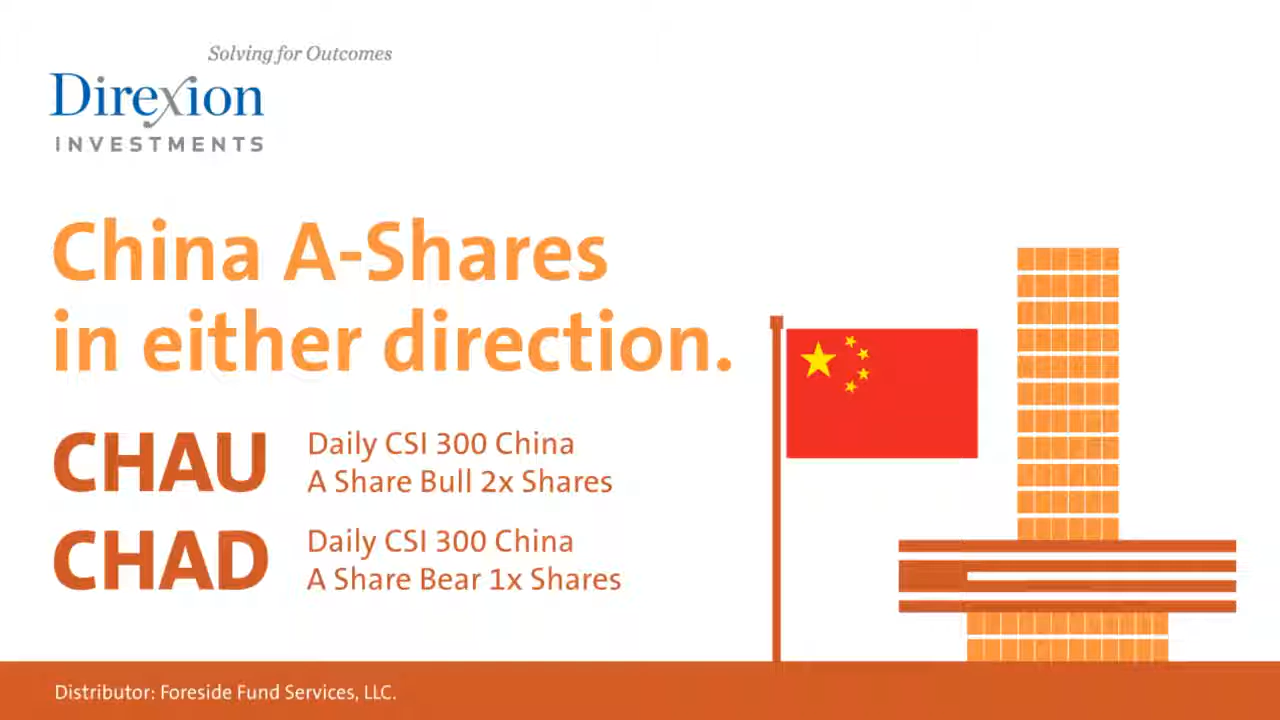 Solving for Outcomes
Direxion
INVESTMENTS
China A-Shares
in either direction.
CHAU
Daily CSI 300 China
A Share Bull 2x Shares
CHAD
Daily CSI 300 China
A Share Bear 1x Shares
Distributor: Foreside Fund Services, LLC.